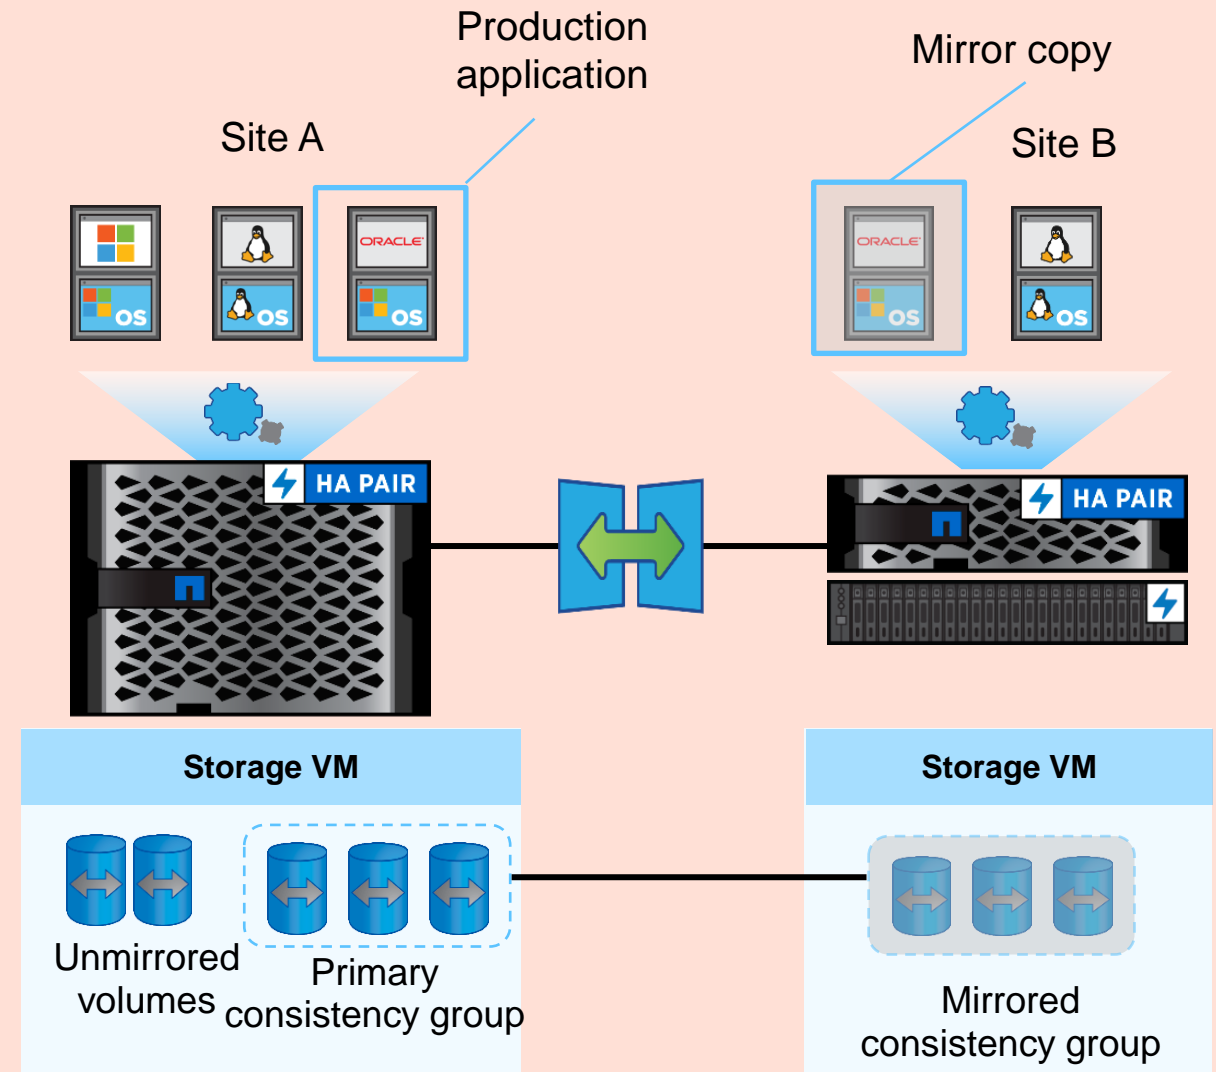 Production
application
Mirror copy
Site A
Site B
ORACLE
OS
OS
OS
ORACLE
OS
OS
HA PAIR
HA PAIR
Storage VM
Storage VM
Unmirrored
volumes
Primary
consistency group
Mirrored
consistency group